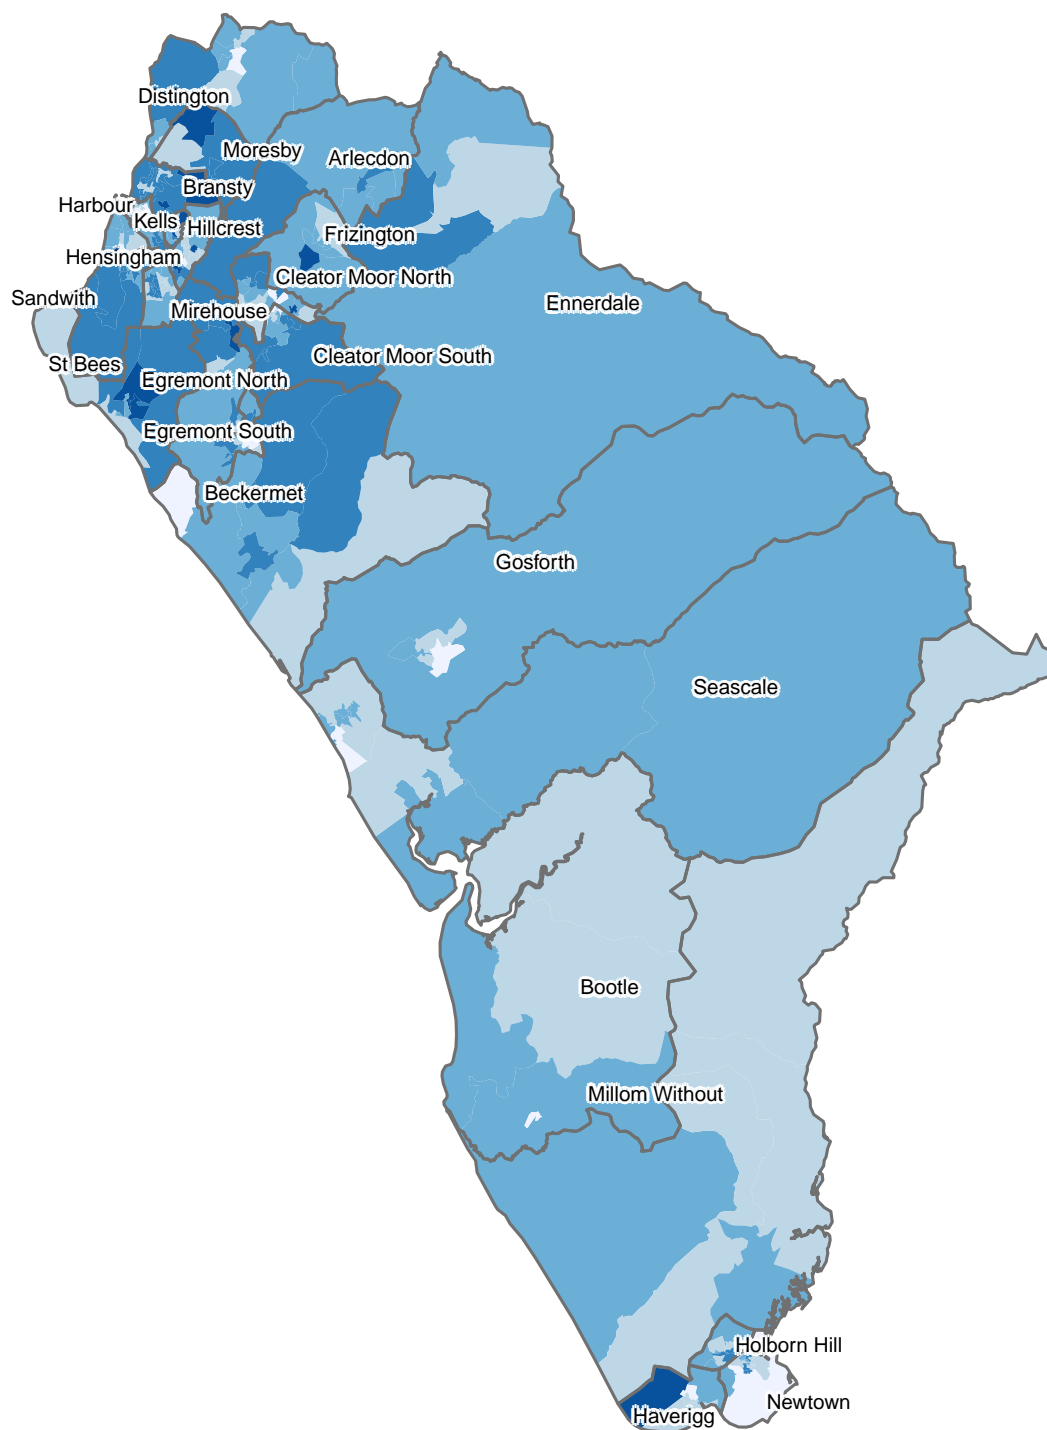 Distington
Moresby
Arlecdon
Bransty
Harbour
Kells
Hillcrest
Frizington
Hensingham
Cleator Moor North
Sandwith
Mirehouse
Ennerdale
St Bees
Cleator Moor South
Egremont North
Egremont South
Beckermet
Gosforth
Seascale
Bootle
Millom Without
Holborn Hill
Newtown
Haverigg